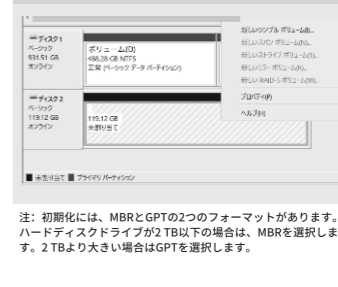 新しいシンプル ボリューム(I)...
新しいスパン ボリューム(N)...
新しいストライプ ボリューム(T)...
新しいミラー ボリューム(R)...
新しい RAID-5 ボリューム(W)...
プロパティ(P)
ヘルプ(H)
ディスク 1
ベーシック
931.51 GB
オンライン
ボリューム (D)
488.28 GB NTFS
正常 (ベーシック データ パーティション)
ディスク 2
ベーシック
119.12 GB
オンライン
119.12 GB
未割り当て
未割り当て プライマリ パーティション
注：初期化には、MBRとGPTの2つのフォーマットがあります。
ハードディスクドライブが2 TB以下の場合は、MBRを選択しま
す。2 TBより大きい場合はGPTを選択します。